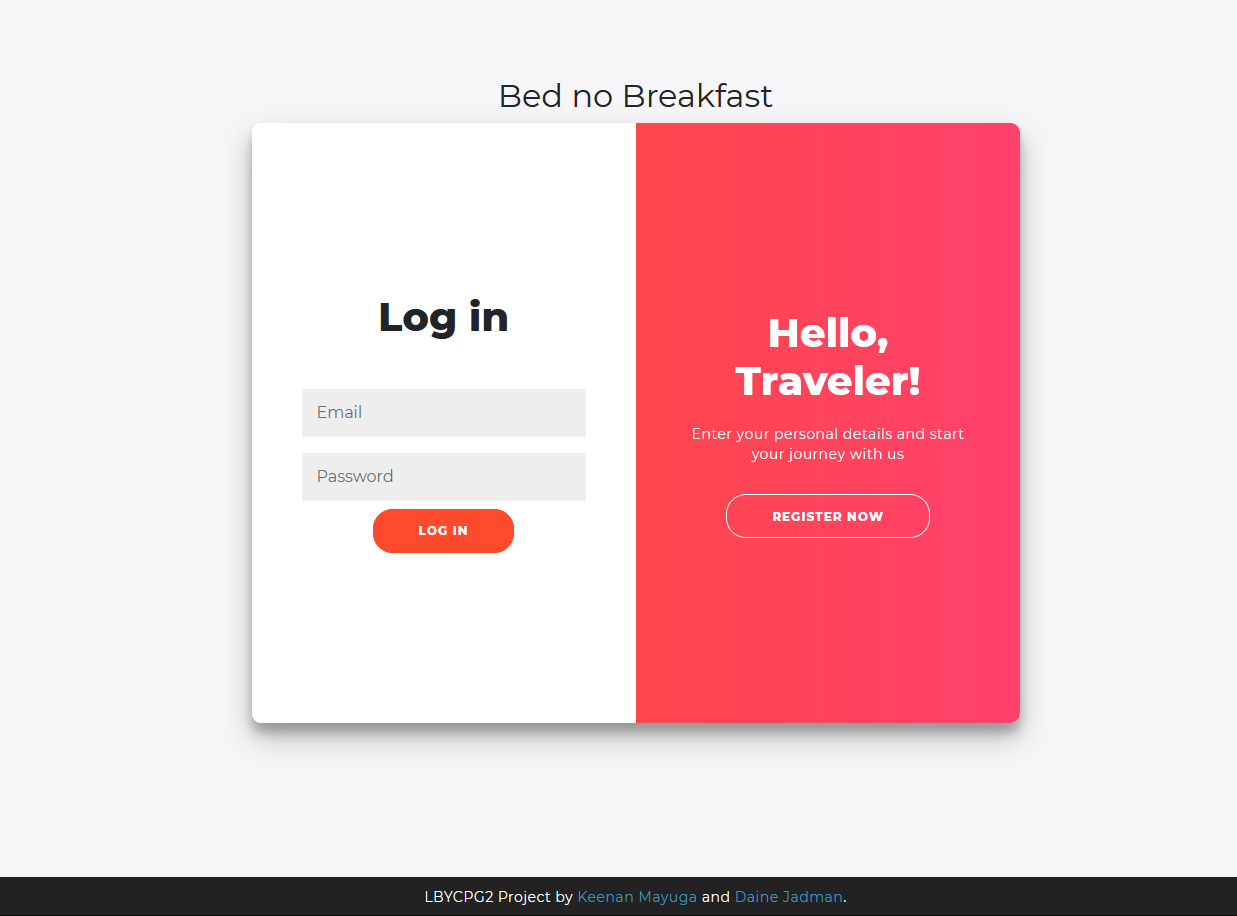 Bed no Breakfast
Log in
Email
Password
LOG IN
Hello,
Traveler!
Enter your personal details and start
your journey with us
REGISTER NOW
LBYCPG2 Project by Keenan Mayuga and Daine Jadman.